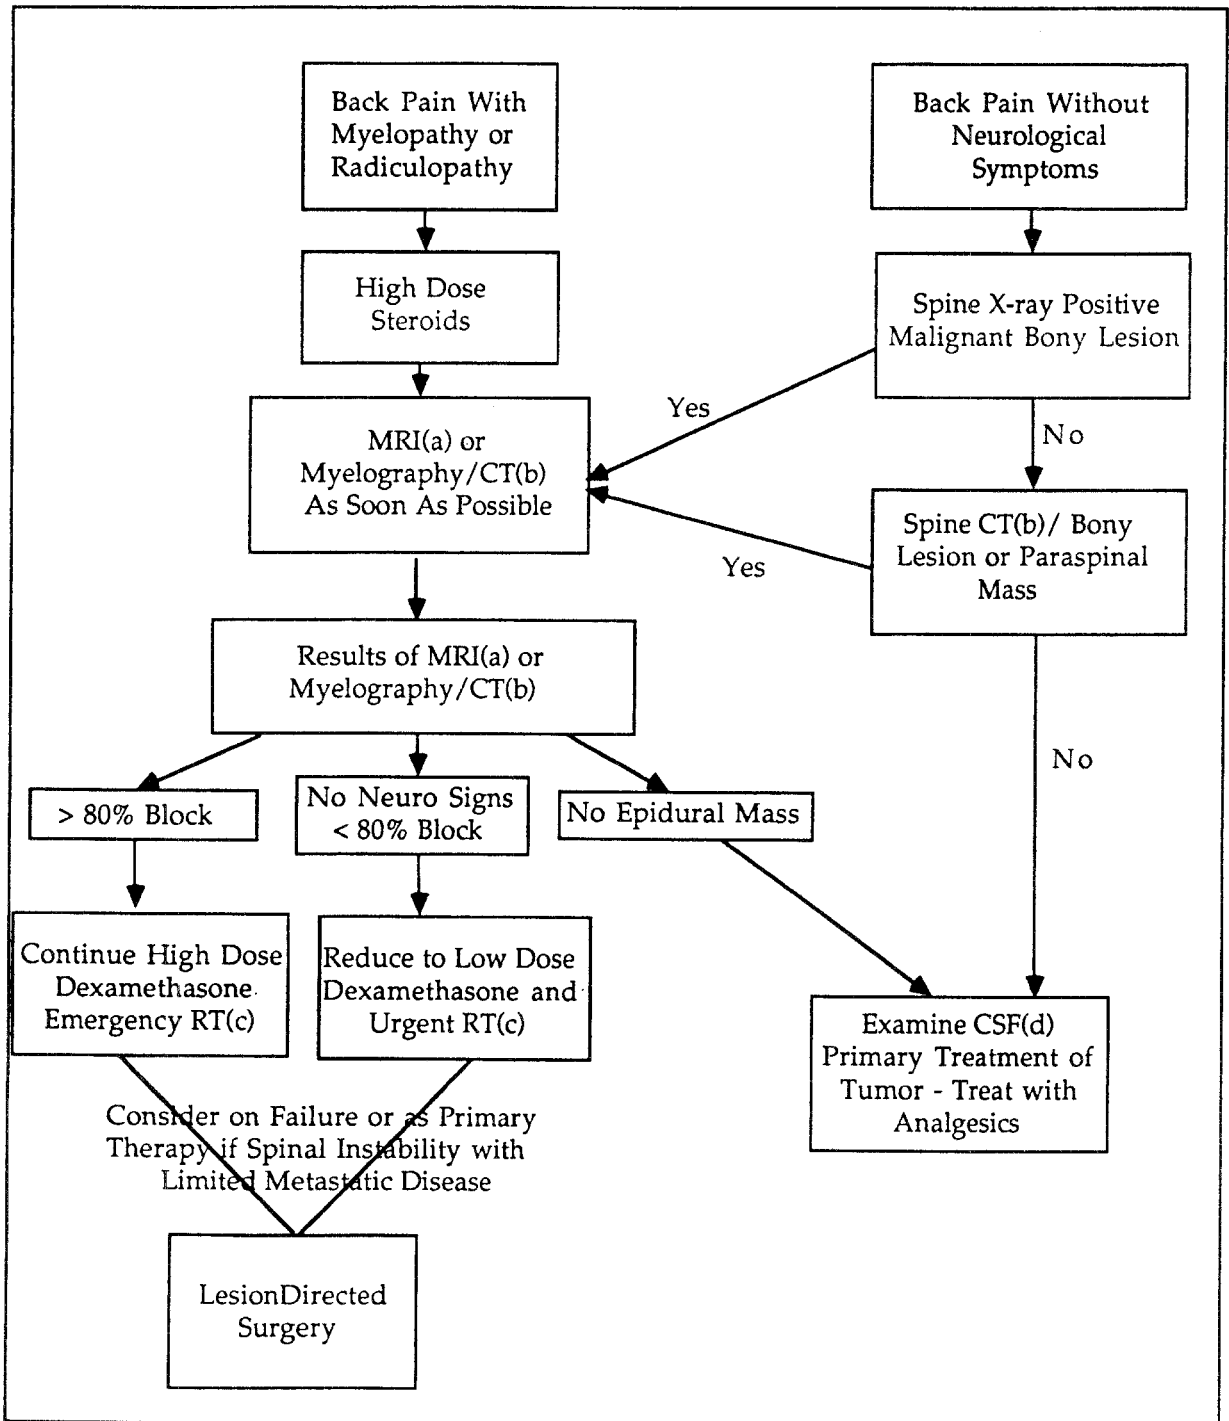 Back Pain With
Myelopathy or
Radiculopathy
Back Pain Without
Neurological
Symptoms
High Dose
Steroids
Spine X-ray Positive
Malignant Bony Lesion
Yes
No
MRI(a) or
Myelography/CT(b)
As Soon As Possible
Spine CT(b)/ Bony
Lesion or Paraspinal
Mass
Yes
Results of MRI(a) or
Myelography/CT(b)
No
> 80% Block
No Neuro Signs
< 80% Block
No Epidural Mass
Continue High Dose
Dexamethasone
Emergency RT(c)
Reduce to Low Dose
Dexamethasone and
Urgent RT(c)
Examine CSF(d)
Primary Treatment of
Tumor - Treat with
Analgesics
Consider on Failure or as Primary
Therapy if Spinal Instability with
Limited Metastatic Disease
LesionDirected
Surgery